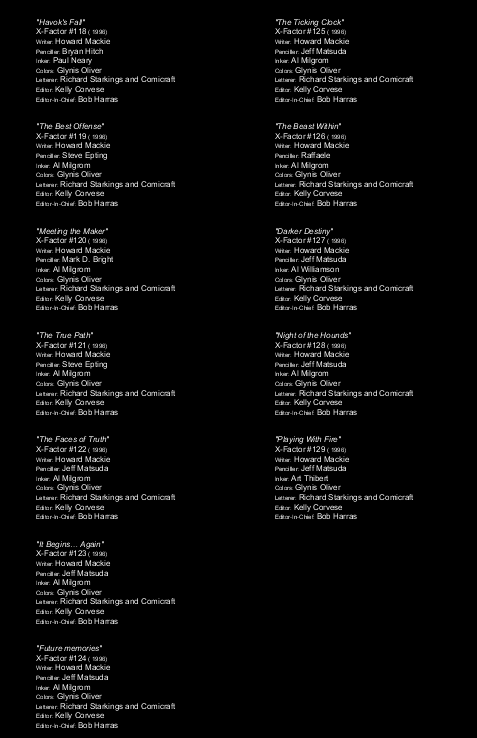 "Havok's Fall"
X-Factor #118 ( 1996)
Writer: Howard Mackie
Penciller: Bryan Hitch
Inker: Paul Neary
Colors: Glynis Oliver
Letterer: Richard Starkings and Comicraft
Editor: Kelly Corvese
Editor-In-Chief: Bob Harras

"The Best Offense"
X-Factor #119 ( 1996)
Writer: Howard Mackie
Penciller: Steve Epting
Inker: Al Milgrom
Colors: Glynis Oliver
Letterer: Richard Starkings and Comicraft
Editor: Kelly Corvese
Editor-In-Chief: Bob Harras

"Meeting the Maker"
X-Factor #120 ( 1996)
Writer: Howard Mackie
Penciller: Mark D. Bright
Inker: Al Milgrom
Colors: Glynis Oliver
Letterer: Richard Starkings and Comicraft
Editor: Kelly Corvese
Editor-In-Chief: Bob Harras

"The True Path"
X-Factor #121 ( 1996)
Writer: Howard Mackie
Penciller: Steve Epting
Inker: Al Milgrom
Colors: Glynis Oliver
Letterer: Richard Starkings and Comicraft
Editor: Kelly Corvese
Editor-In-Chief: Bob Harras

"The Faces of Truth"
X-Factor #122 ( 1996)
Writer: Howard Mackie
Penciller: Jeff Matsuda
Inker: Al Milgrom
Colors: Glynis Oliver
Letterer: Richard Starkings and Comicraft
Editor: Kelly Corvese
Editor-In-Chief: Bob Harras

"It Begins... Again"
X-Factor #123 ( 1996)
Writer: Howard Mackie
Penciller: Jeff Matsuda
Inker: Al Milgrom
Colors: Glynis Oliver
Letterer: Richard Starkings and Comicraft
Editor: Kelly Corvese
Editor-In-Chief: Bob Harras

"Future memories"
X-Factor #124 ( 1996)
Writer: Howard Mackie
Penciller: Jeff Matsuda
Inker: Al Milgrom
Colors: Glynis Oliver
Letterer: Richard Starkings and Comicraft
Editor: Kelly Corvese
Editor-In-Chief: Bob Harras

"The Ticking Clock"
X-Factor #125 ( 1996)
Writer: Howard Mackie
Penciller: Jeff Matsuda
Inker: Al Milgrom
Colors: Glynis Oliver
Letterer: Richard Starkings and Comicraft
Editor: Kelly Corvese
Editor-In-Chief: Bob Harras

"The Beast Within"
X-Factor #126 ( 1996)
Writer: Howard Mackie
Penciller: Raffaele
Inker: Al Milgrom
Colors: Glynis Oliver
Letterer: Richard Starkings and Comicraft
Editor: Kelly Corvese
Editor-In-Chief: Bob Harras

"Darker Destiny"
X-Factor #127 ( 1996)
Writer: Howard Mackie
Penciller: Jeff Matsuda
Inker: Al Williamson
Colors: Glynis Oliver
Letterer: Richard Starkings and Comicraft
Editor: Kelly Corvese
Editor-In-Chief: Bob Harras

"Night of the Hounds"
X-Factor #128 ( 1996)
Writer: Howard Mackie
Penciller: Jeff Matsuda
Inker: Al Milgrom
Colors: Glynis Oliver
Letterer: Richard Starkings and Comicraft
Editor: Kelly Corvese
Editor-In-Chief: Bob Harras

"Playing With Fire"
X-Factor #129 ( 1996)
Writer: Howard Mackie
Penciller: Jeff Matsuda
Inker: Art Thibert
Colors: Glynis Oliver
Letterer: Richard Starkings and Comicraft
Editor: Kelly Corvese
Editor-In-Chief: Bob Harras